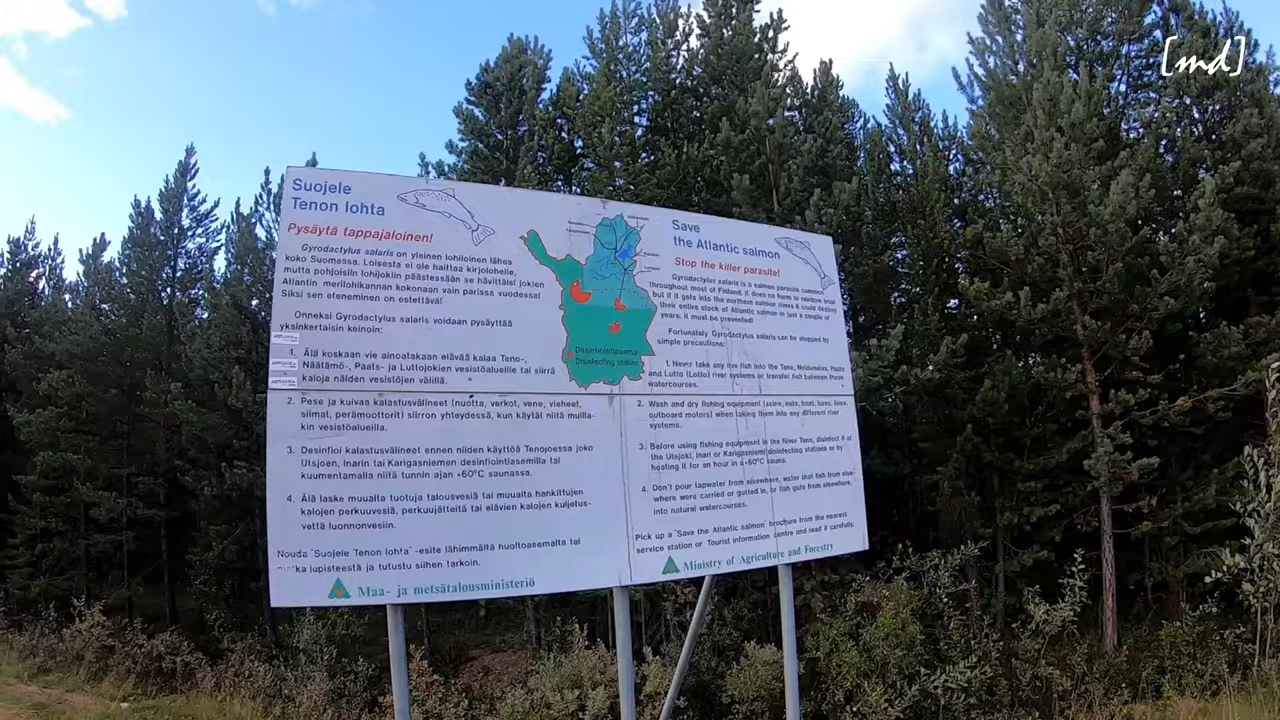 [md]
Suojele
Tenon lohta
Pysäytä tappajaloinen!
Gyrodactylus salaris on yleinen lohiloinen lähes
koko Suomessa. Loisesta ei ole haittaa kirjolohelle,
mutta pohjoisiin lohijokiin päästessään se hävittäisi jokien
Atlantin merilohikannan kokonaan vain parissa vuodessa!
Siksi sen eteneminen on estettävä!
Onneksi Gyrodactylus salaris voidaan pysäyttää
yksinkertaisin keinoin:
1. Älä koskaan vie ainoatakaan elävää kalaa Teno-,
Näätämö-, Paats- ja Luttojokien vesistöalueille tai siirrä
kaloja näiden vesistöjen välillä.
2. Pese ja kuivaa kalastusvälineet (nuotta, verkot, vene, vieheet,
siimat, perämoottorit) siirron yhteydessä, kun käytät niitä muilla-
kin vesistöalueilla.
3. Desinfioi kalastusvälineet ennen niiden käyttöä Tenojoessa joko
Utsjoen, Inarin tai Karigasniemen desinfiointiasemilla tai
kuumentamalla niitä tunnin ajan +60°C saunassa.
4. Älä laske muualta tuotuja talousvesiä tai muualta hankittujen
kalojen perkuuvesiä, perkuujätteitä tai elävien kalojen kuljetus-
vettä luonnonvesiin.
Nouda "Suojele Tenon lohta" -esite lähimmältä huoltoasemalta tai
ka lupisteestä ja tutustu siihen tarkoin.
Maa- ja metsätalousministeriö
Desinfiointiasema
Disinfecting station
Save
the Atlantic salmon
Stop the killer parasite!
Gyrodactylus salaris is a salmon parasite common
throughout most of Finland. It does no harm to rainbow trout
but if it gets into the northern salmon rivers it could destroy
their entire stock of Atlantic salmon in just a couple of
years. It must be prevented!
Fortunately Gyrodactylus salaris can be stopped by
simple precautions:
1. Never take any live fish into the Tana, Neidenelva, Paats
and Lutto (Lotto) river systems or transfer fish between these
watercourses.
2. Wash and dry fishing equipment (seine, nets, boat, lures, lines,
outboard motors) when taking them into any different river
systems.
3. Before using fishing equipment in the River Tana, disinfect it at
the Utsjoki, Inari or Karigasniemi disinfecting stations or by
heating it for an hour in a +60°C sauna.
4. Don't pour tapwater from elsewhere, water that fish from else-
where were carried or gutted in, or fish guts from elsewhere,
into natural watercourses.
Pick up a "Save the Atlantic salmon" brochure from the nearest
service station or Tourist information centre and read it carefully.
Ministry of Agriculture and Forestry